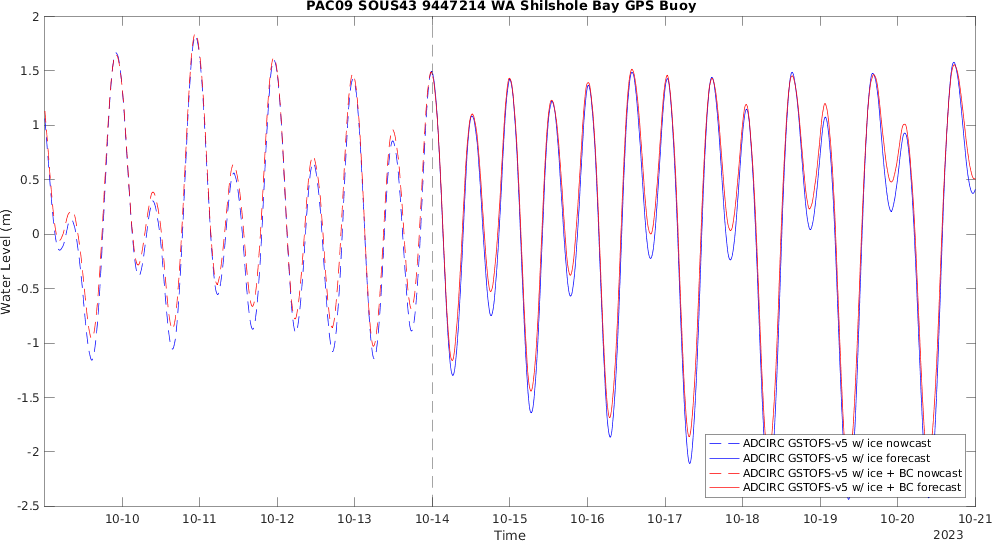 PAC09 SOUS43 9447214 WA Shilshole Bay GPS Buoy
Water Level (m)
2
1.5
1
0.5
0
-0.5
-1
-1.5
-2
-2.5
ADCIRC GSTOFS-v5 w/ ice nowcast
ADCIRC GSTOFS-v5 w/ ice forecast
ADCIRC GSTOFS-v5 w/ ice + BC nowcast
ADCIRC GSTOFS-v5 w/ ice + BC forecast
10-10 10-11 10-12 10-13 10-14 10-15 10-16 10-17 10-18 10-19 10-20 10-21
Time
2023